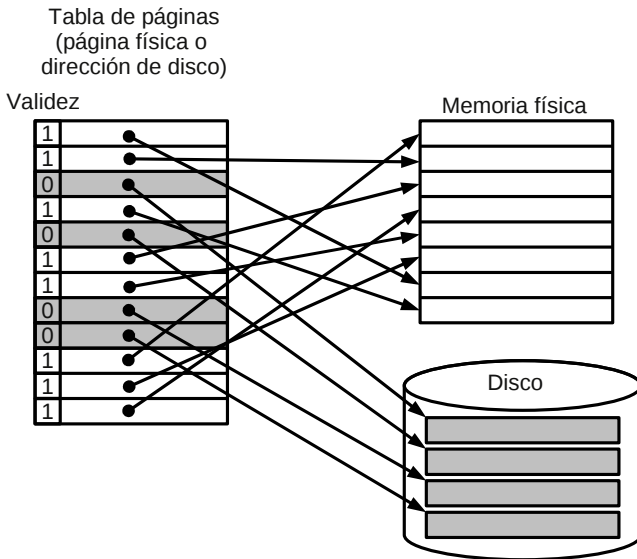 Tabla de páginas
(página física o
dirección de disco)
Validez
Memoria física
1
1
0
1
0
1
1
0
0
1
1
1
Disco